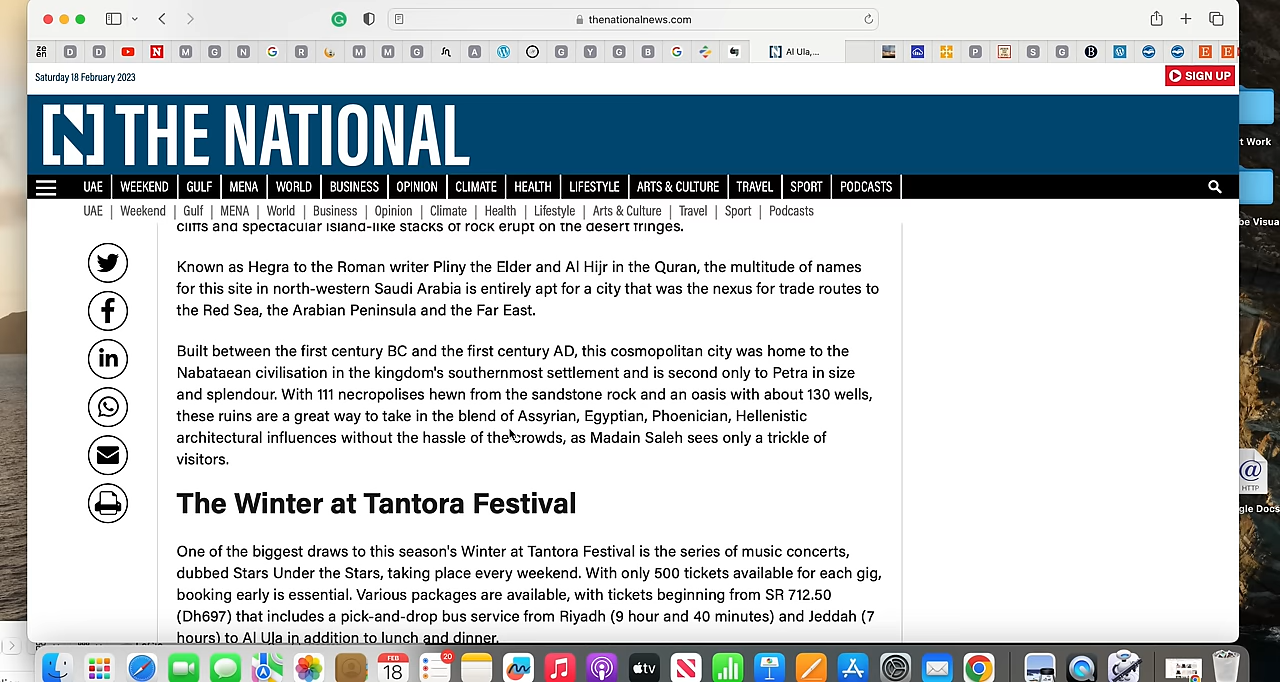 thenationalnews.com
zē
ēn
D
D
N
M
G
N
G
R
M
M
G
A
G
Y
G
B
G
Al Ula,...
P
S
G
B
E
E
Saturday 18 February 2023
SIGN UP
t Work
THE NATIONAL
UAE WEEKEND GULF MENA WORLD BUSINESS OPINION CLIMATE HEALTH LIFESTYLE ARTS & CULTURE TRAVEL SPORT PODCASTS
UAE | Weekend | Gulf | MENA | World | Business | Opinion | Climate | Health | Lifestyle | Arts & Culture | Travel | Sport | Podcasts
be Visua
cliffs and spectacular island-like stacks of rock erupt on the desert fringes.
Known as Hegra to the Roman writer Pliny the Elder and Al Hijr in the Quran, the multitude of names
for this site in north-western Saudi Arabia is entirely apt for a city that was the nexus for trade routes to
the Red Sea, the Arabian Peninsula and the Far East.
Built between the first century BC and the first century AD, this cosmopolitan city was home to the
Nabataean civilisation in the kingdom's southernmost settlement and is second only to Petra in size
and splendour. With 111 necropolises hewn from the sandstone rock and an oasis with about 130 wells,
these ruins are a great way to take in the blend of Assyrian, Egyptian, Phoenician, Hellenistic
architectural influences without the hassle of the crowds, as Madain Saleh sees only a trickle of
visitors.
The Winter at Tantora Festival
One of the biggest draws to this season's Winter at Tantora Festival is the series of music concerts,
dubbed Stars Under the Stars, taking place every weekend. With only 500 tickets available for each gig,
booking early is essential. Various packages are available, with tickets beginning from SR 712.50
(Dh697) that includes a pick-and-drop bus service from Riyadh (9 hour and 40 minutes) and Jeddah (7
hours) to Al Ula in addition to lunch and dinner.
@
HTTP
gle Docs
FEB
18
20
tv